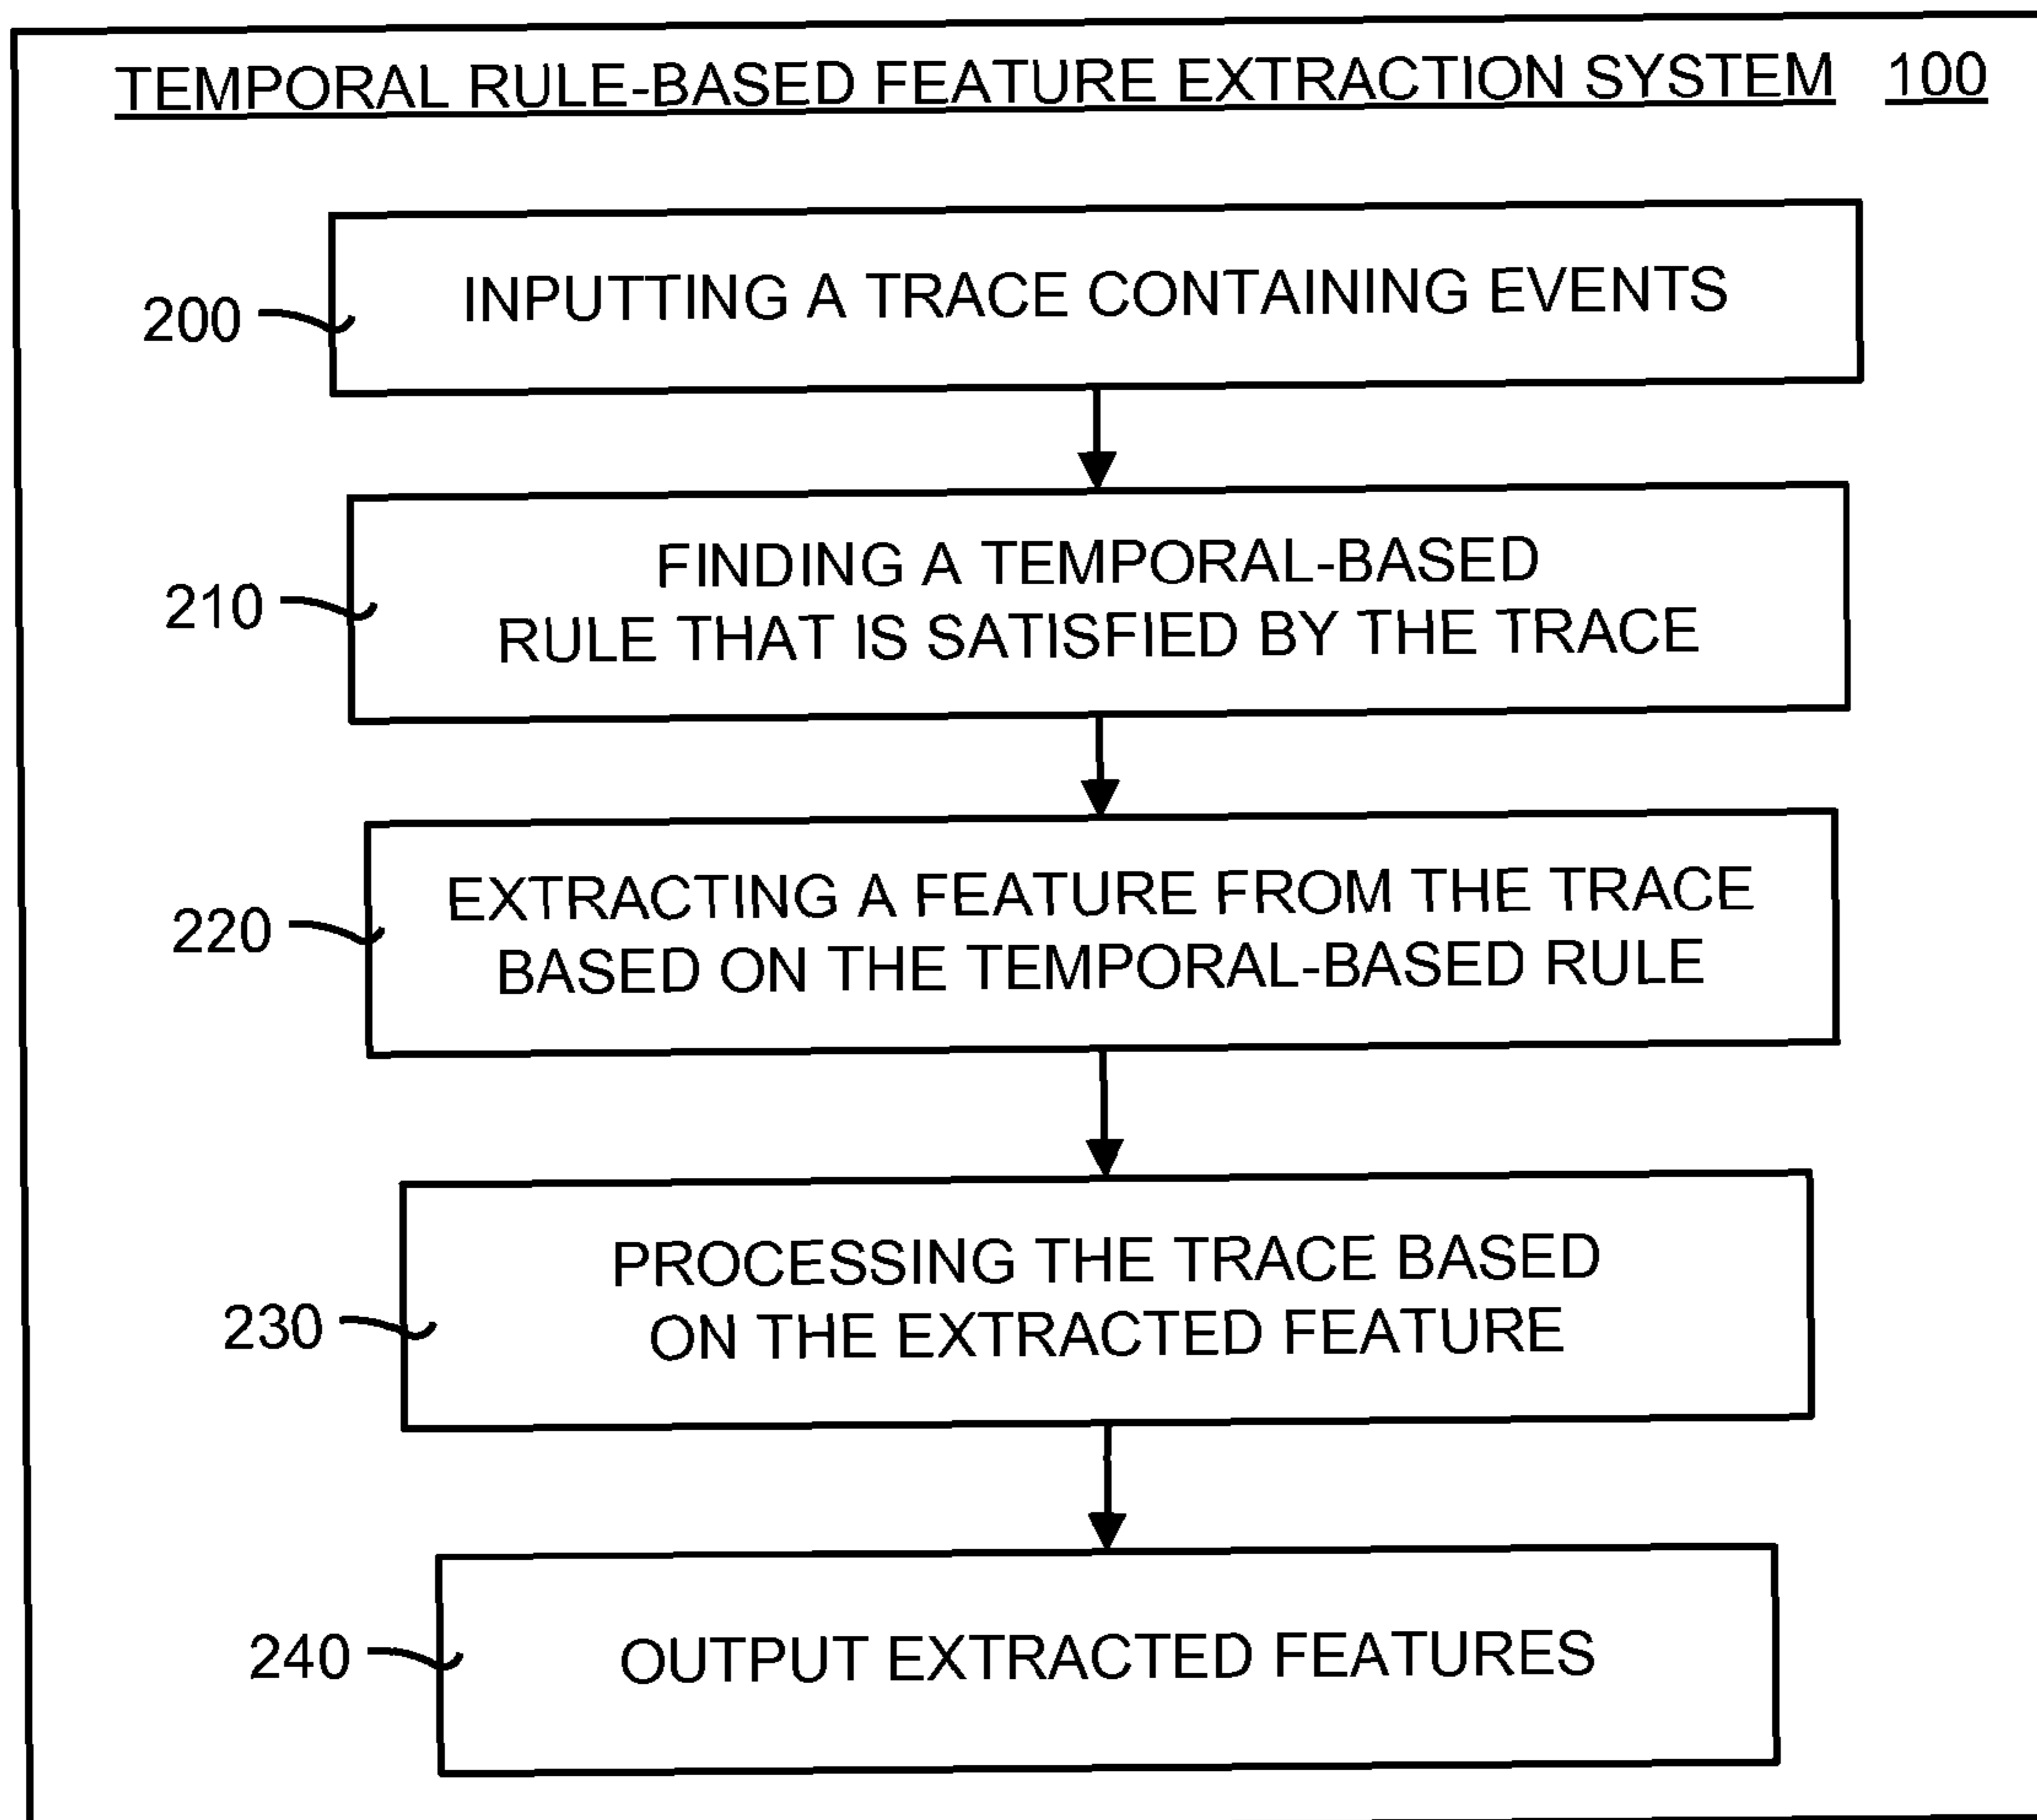 TEMPORAL RULE-BASED FEATURE EXTRACTION SYSTEM 100
200
INPUTTING A TRACE CONTAINING EVENTS
210
FINDING A TEMPORAL-BASED
RULE THAT IS SATISFIED BY THE TRACE
220
EXTRACTING A FEATURE FROM THE TRACE
BASED ON THE TEMPORAL-BASED RULE
230
PROCESSING THE TRACE BASED
ON THE EXTRACTED FEATURE
240
OUTPUT EXTRACTED FEATURES